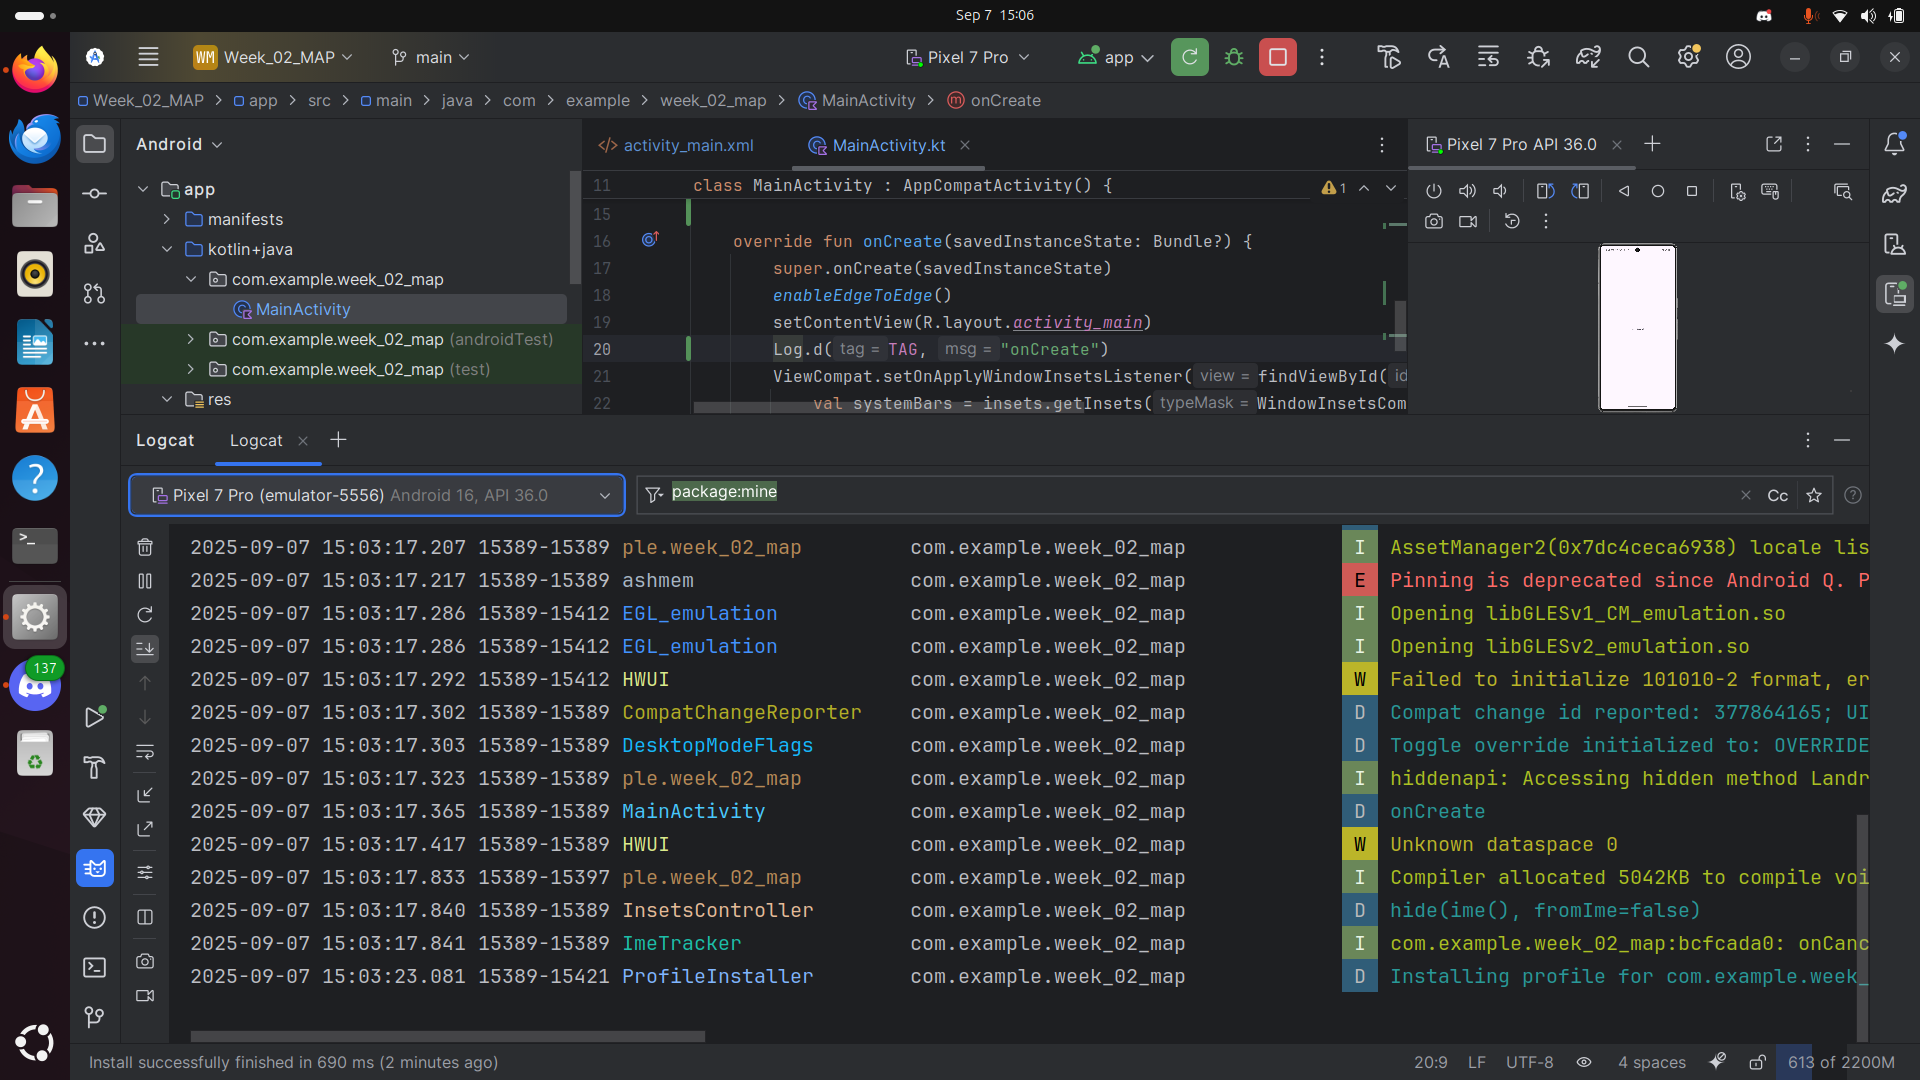 Sep 7 15:06
WM Week_02_MAP
main
Pixel 7 Pro
app
Week_02_MAP > app > src > main > java > com > example > week_02_map > MainActivity > onCreate
Android
app
manifests
kotlin+java
com.example.week_02_map
MainActivity
com.example.week_02_map (androidTest)
com.example.week_02_map (test)
res
activity_main.xml
MainActivity.kt
11 class MainActivity : AppCompatActivity() {
1
15
16 override fun onCreate(savedInstanceState: Bundle?) {
17 super.onCreate(savedInstanceState)
18 enableEdgeToEdge()
19 setContentView(R.layout.activity_main)
20 Log.d( tag = TAG, msg = "onCreate")
21 ViewCompat.setOnApplyWindowInsetsListener( view = findViewById( id
22 val systemBars = insets.getInsets( typeMask = WindowInsetsCom
Pixel 7 Pro API 36.0
Logcat
Logcat
Pixel 7 Pro (emulator-5556) Android 16, API 36.0
package:mine
Cc
2025-09-07 15:03:17.207 15389-15389 ple.week_02_map com.example.week_02_map I AssetManager2(0x7dc4ceca6938) locale lis
2025-09-07 15:03:17.217 15389-15389 ashmem com.example.week_02_map E Pinning is deprecated since Android Q. P
2025-09-07 15:03:17.286 15389-15412 EGL_emulation com.example.week_02_map I Opening libGLESv1_CM_emulation.so
2025-09-07 15:03:17.286 15389-15412 EGL_emulation com.example.week_02_map I Opening libGLESv2_emulation.so
2025-09-07 15:03:17.292 15389-15412 HWUI com.example.week_02_map W Failed to initialize 101010-2 format, er
2025-09-07 15:03:17.302 15389-15389 CompatChangeReporter com.example.week_02_map D Compat change id reported: 377864165; UI
2025-09-07 15:03:17.303 15389-15389 DesktopModeFlags com.example.week_02_map D Toggle override initialized to: OVERRIDE
2025-09-07 15:03:17.323 15389-15389 ple.week_02_map com.example.week_02_map I hiddenapi: Accessing hidden method Landr
2025-09-07 15:03:17.365 15389-15389 MainActivity com.example.week_02_map D onCreate
2025-09-07 15:03:17.417 15389-15389 HWUI com.example.week_02_map W Unknown dataspace 0
2025-09-07 15:03:17.833 15389-15397 ple.week_02_map com.example.week_02_map I Compiler allocated 5042KB to compile voi
2025-09-07 15:03:17.840 15389-15389 InsetsController com.example.week_02_map D hide(ime(), fromIme=false)
2025-09-07 15:03:17.841 15389-15389 ImeTracker com.example.week_02_map I com.example.week_02_map:bcfcada0: onCanc
2025-09-07 15:03:23.081 15389-15421 ProfileInstaller com.example.week_02_map D Installing profile for com.example.week_
137
Install successfully finished in 690 ms (2 minutes ago)
20:9 LF UTF-8 4 spaces 613 of 2200M